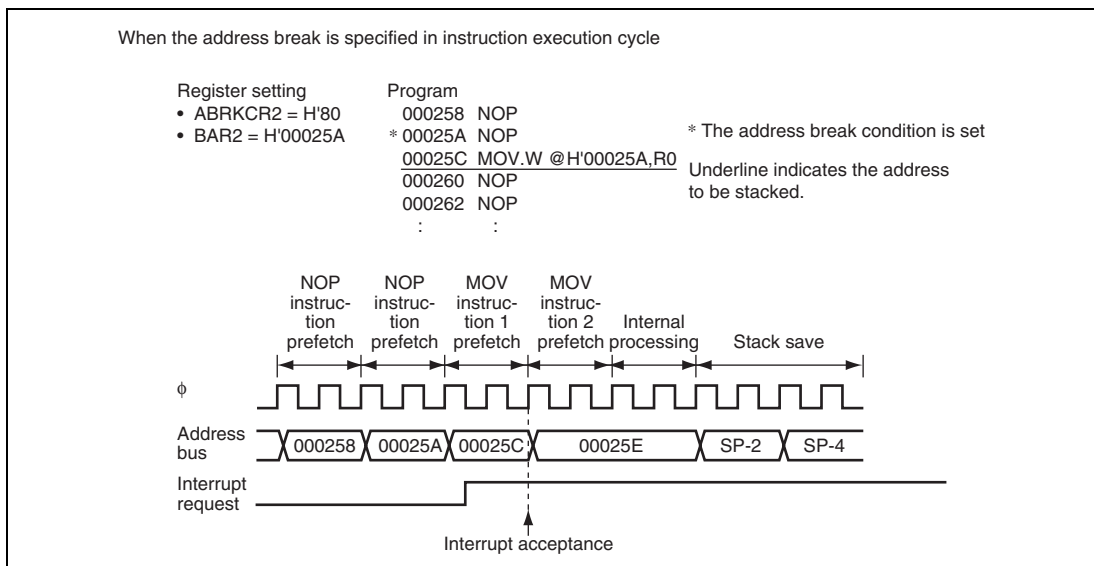 When the address break is specified in instruction execution cycle
Register setting
• ABRKCR2 = H'80
• BAR2 = H'00025A
Program
000258 NOP
* 00025A NOP
00025C MOV.W @H'00025A,R0
000260 NOP
000262 NOP
: :
* The address break condition is set
Underline indicates the address
to be stacked.
NOP
instruc-
tion
prefetch
NOP
instruc-
tion
prefetch
MOV
instruc-
tion 1
prefetch
MOV
instruc-
tion 2
prefetch
Internal
processing
Stack save
φ
Address
bus
000258
00025A
00025C
00025E
SP-2
SP-4
Interrupt
request
Interrupt acceptance